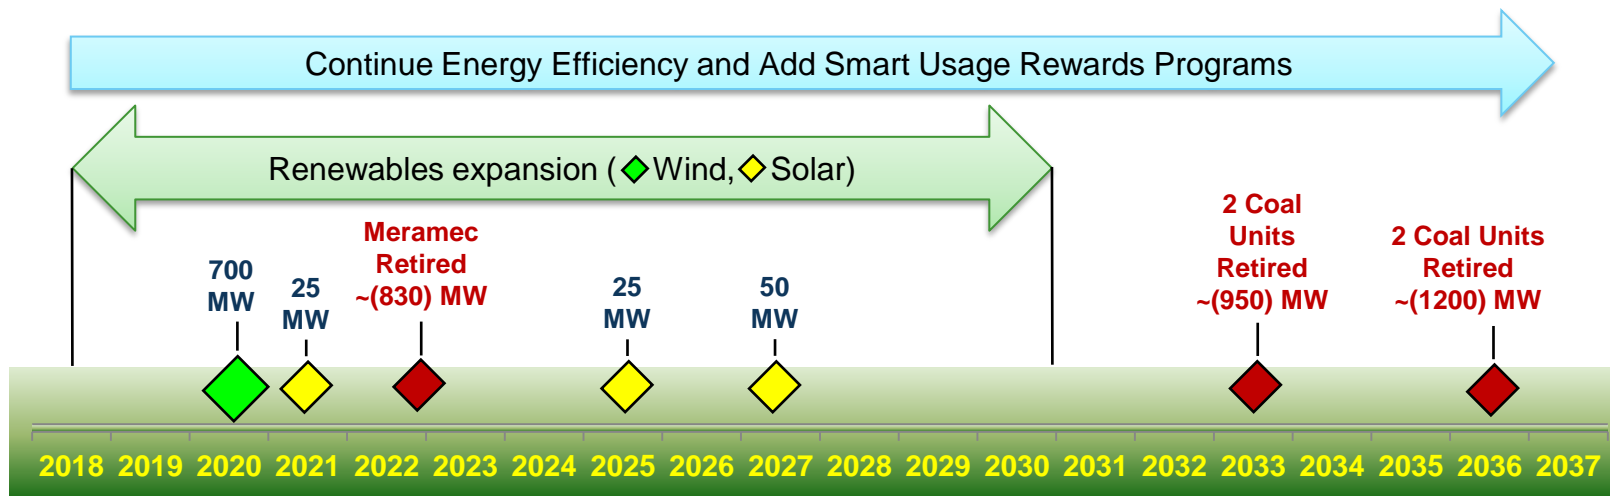 Continue Energy Efficiency and Add Smart Usage Rewards Programs
Renewables expansion (Wind, Solar)
700
MW
25
MW
Meramec
Retired
~(830) MW
25
MW
50
MW
2 Coal
Units
Retired
~(950) MW
2 Coal Units
Retired
~(1200) MW
2018 2019 2020 2021 2022 2023 2024 2025 2026 2027 2028 2029 2030 2031 2032 2033 2034 2035 2036 2037